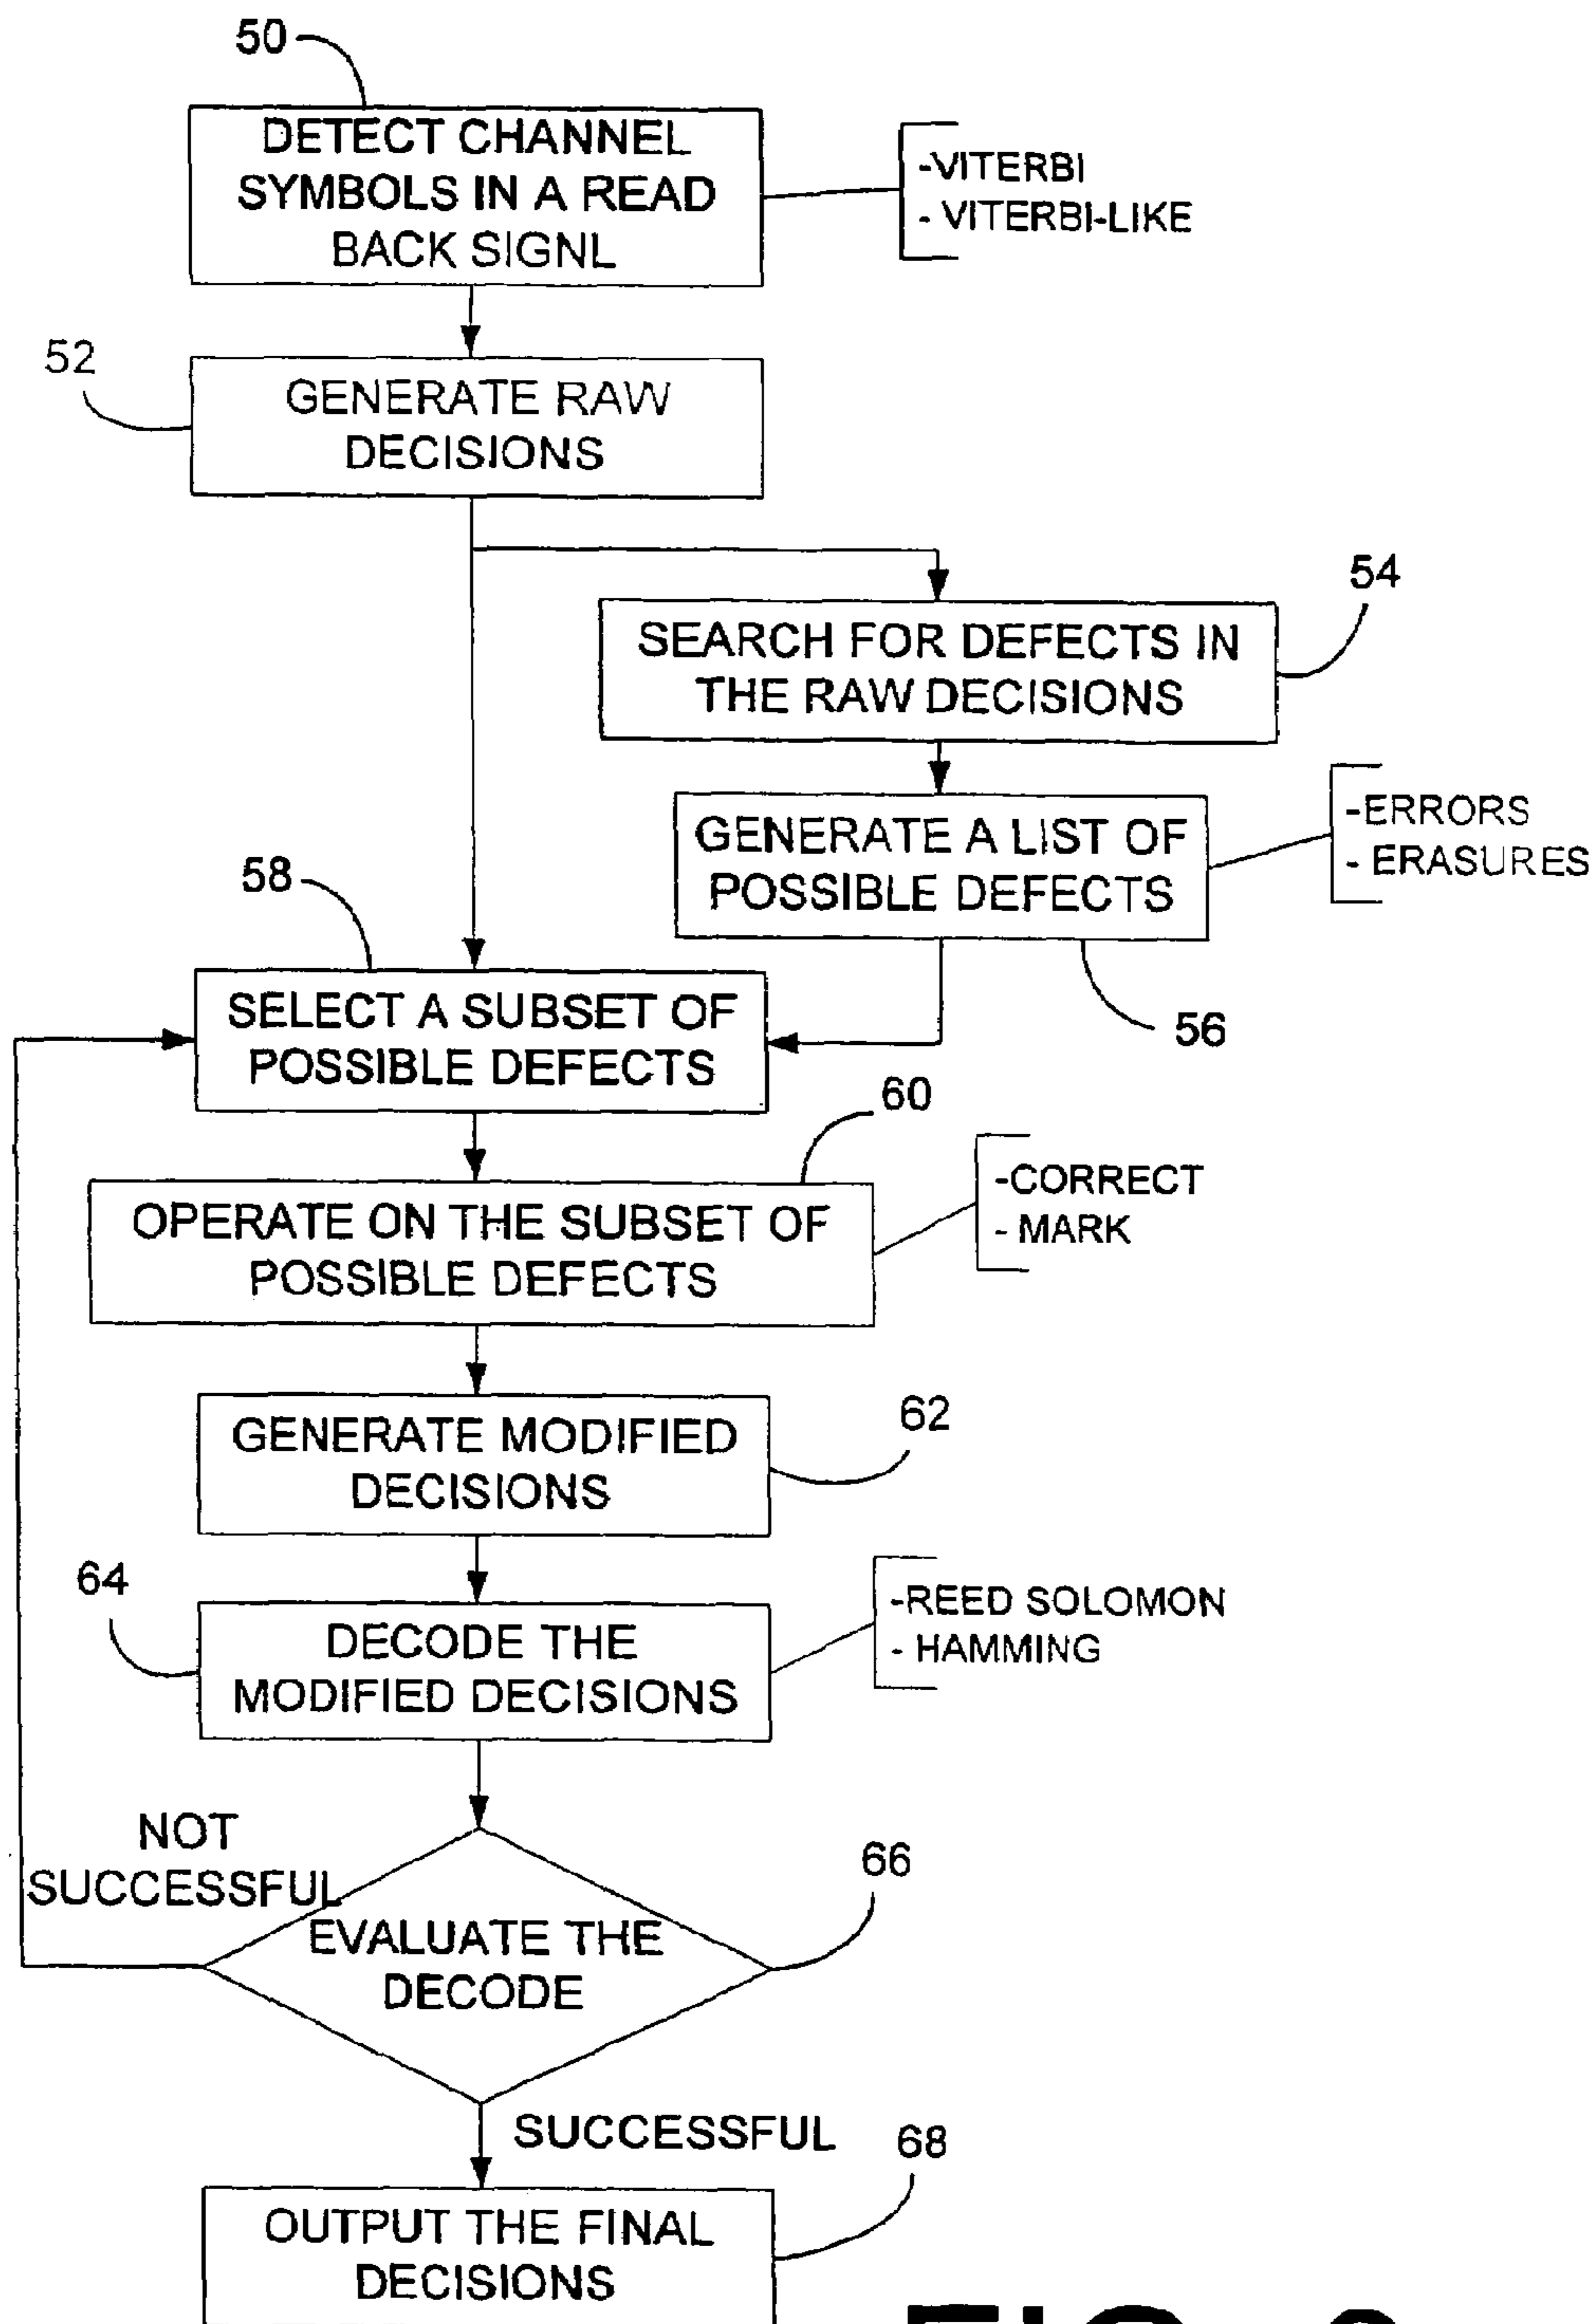 50
DETECT CHANNEL
SYMBOLS IN A READ
BACK SIGNL
-VITERBI
- VITERBI-LIKE
52
GENERATE RAW
DECISIONS
54
SEARCH FOR DEFECTS IN
THE RAW DECISIONS
GENERATE A LIST OF
POSSIBLE DEFECTS
-ERRORS
- ERASURES
56
58
SELECT A SUBSET OF
POSSIBLE DEFECTS
60
OPERATE ON THE SUBSET OF
POSSIBLE DEFECTS
-CORRECT
- MARK
GENERATE MODIFIED
DECISIONS
62
64
DECODE THE
MODIFIED DECISIONS
-REED SOLOMON
- HAMMING
NOT
SUCCESSFUL
EVALUATE THE
DECODE
66
SUCCESSFUL
68
OUTPUT THE FINAL
DECISIONS